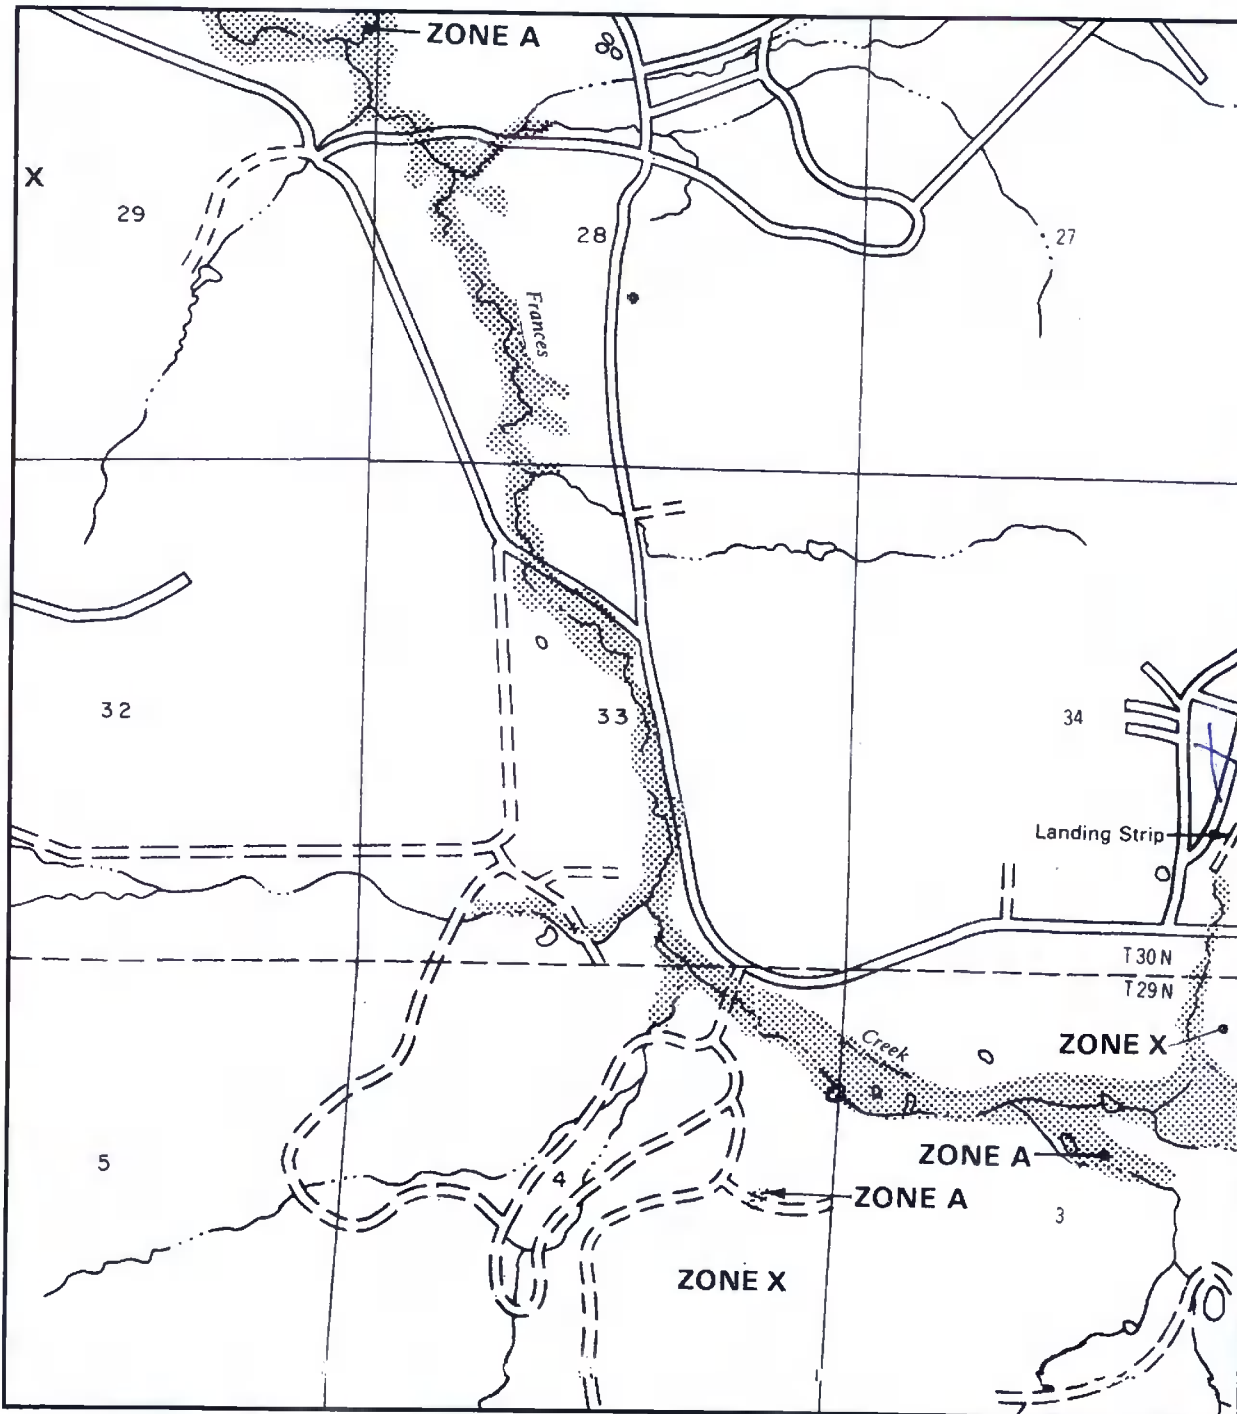 ZONE A
X
29
28
27
Frances
32
33
34
Landing Strip
T30N
T29N
Creek
ZONE X
5
4
ZONE A
ZONE A
3
ZONE X